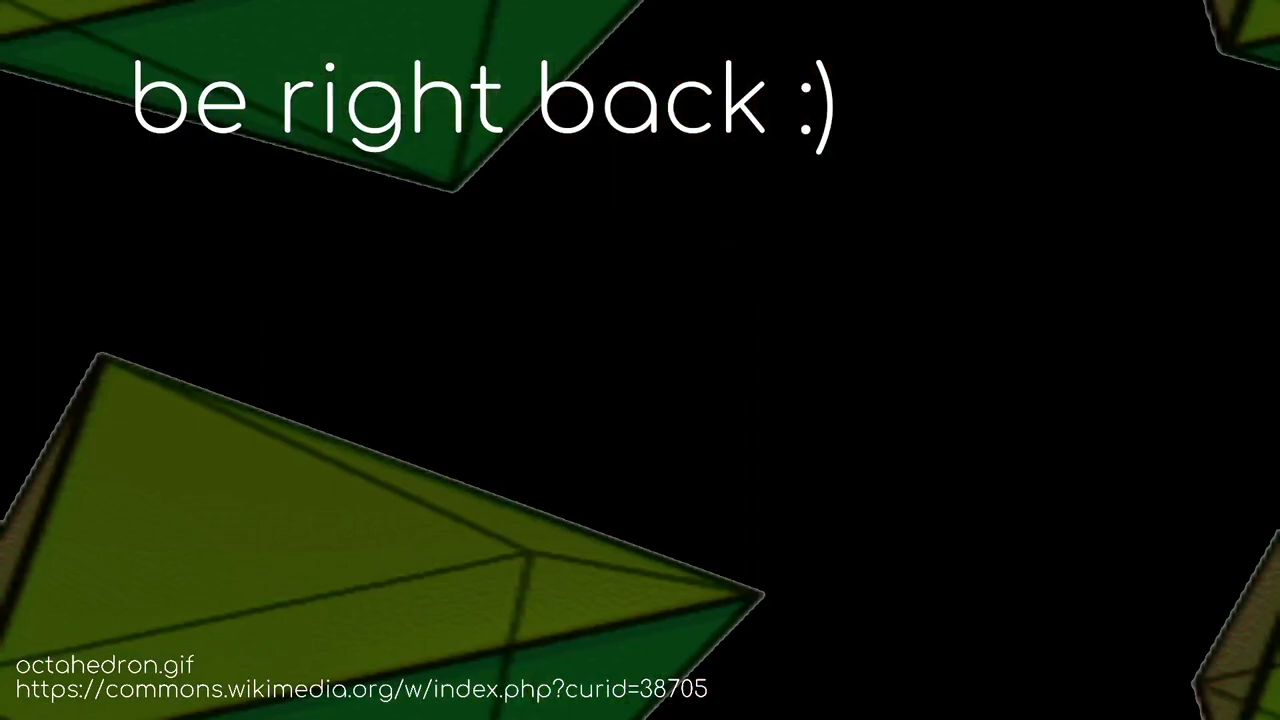 be right back :)
octahedron.gif
https://commons.wikimedia.org/w/index.php?curid=38705